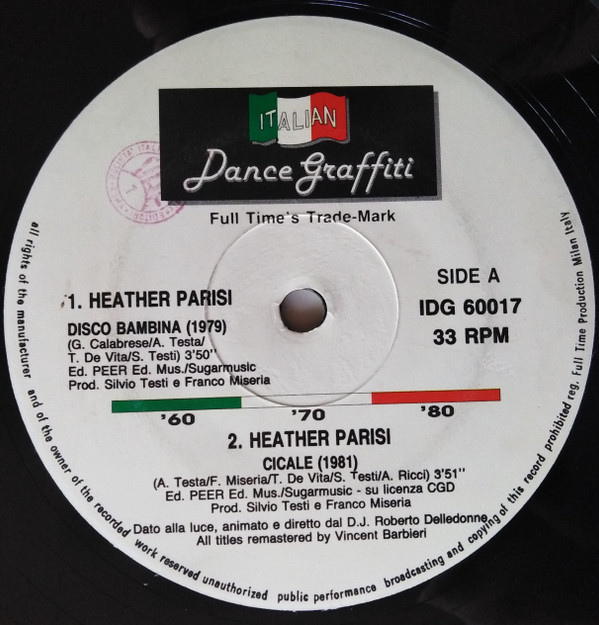 ITALIAN
Dance Graffiti
Full Time's Trade-Mark
SIDE A
IDG 60017
33 RPM
1. HEATHER PARISI
DISCO BAMBINA (1979)
(G. Calabrese/A. Testa/
T. De Vita/S. Testi) 3'50"
Ed. PEER Ed. Mus./Sugarmusic
Prod. Silvio Testi e Franco Miseria
'60 '70 '80
2. HEATHER PARISI
CICALE (1981)
(A. Testa/F. Miseria/T. De Vita/S. Testi/A. Ricci) 3'51"
Ed. PEER Ed. Mus./Sugarmusic - su licenza CGD
Prod. Silvio Testi e Franco Miseria
Dato alla luce, animato e diretto dal D.J. Roberto Delledonne
All titles remastered by Vincent Barbieri
all rights of the manufacturer and of the owner of the recorded work reserved unauthorized public performance broadcasting and copying of this record prohibited reg. Full Time Production Milan Italy